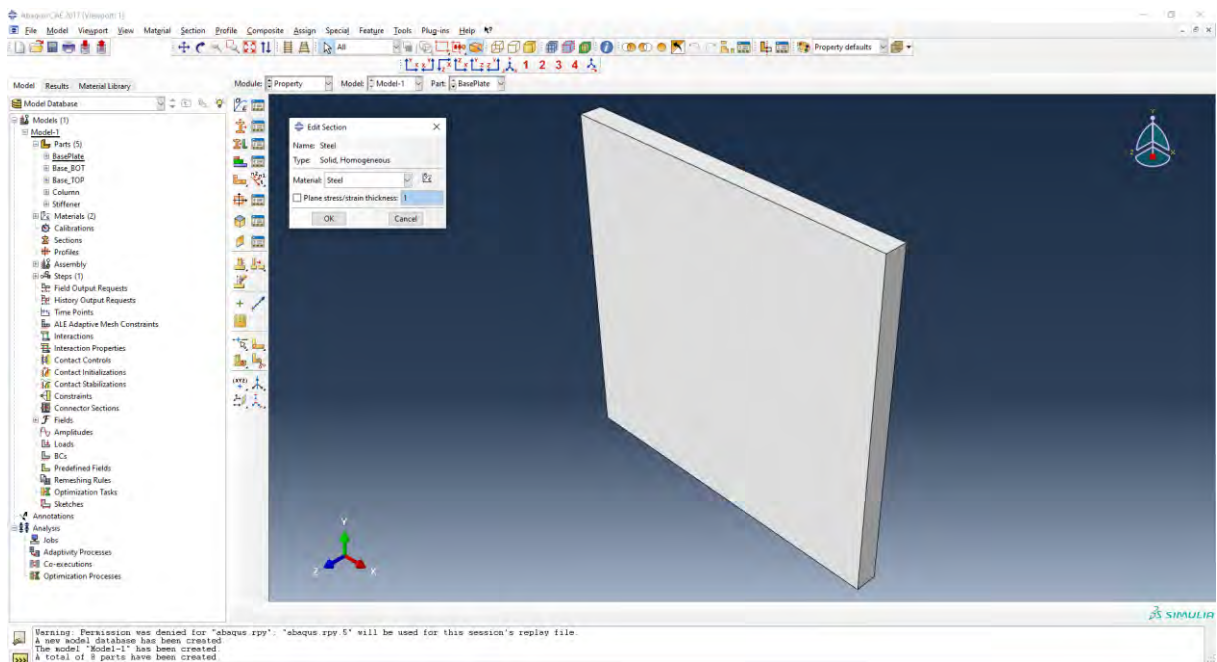 Abaqus/CAE 2017 [Viewport: 1]
File Model Viewport View Material Section Profile Composite Assign Special Feature Tools Plug-ins Help
All
Property defaults
1 2 3 4
Model Results Material Library
Module: Property Model: Model-1 Part: BasePlate
Model Database
Models (1)
Model-1
Parts (5)
BasePlate
Base_BOT
Base_TOP
Column
Stiffener
Materials (2)
Calibrations
Sections
Profiles
Assembly
Steps (1)
Field Output Requests
History Output Requests
Time Points
ALE Adaptive Mesh Constraints
Interactions
Interaction Properties
Contact Controls
Contact Initializations
Contact Stabilizations
Constraints
Connector Sections
Fields
Amplitudes
Loads
BCs
Predefined Fields
Remeshing Rules
Optimization Tasks
Sketches
Annotations
Analysis
Jobs
Adaptivity Processes
Co-executions
Optimization Processes
Edit Section
Name: Steel
Type: Solid, Homogeneous
Material: Steel
Plane stress/strain thickness: 1
OK Cancel
Y
Z X
Y
Z X
SIMULIA
Warning: Permission was denied for "abaqus.rpy"; "abaqus.rpy.5" will be used for this session's replay file.
A new model database has been created.
The model "Model-1" has been created.
A total of 8 parts have been created.